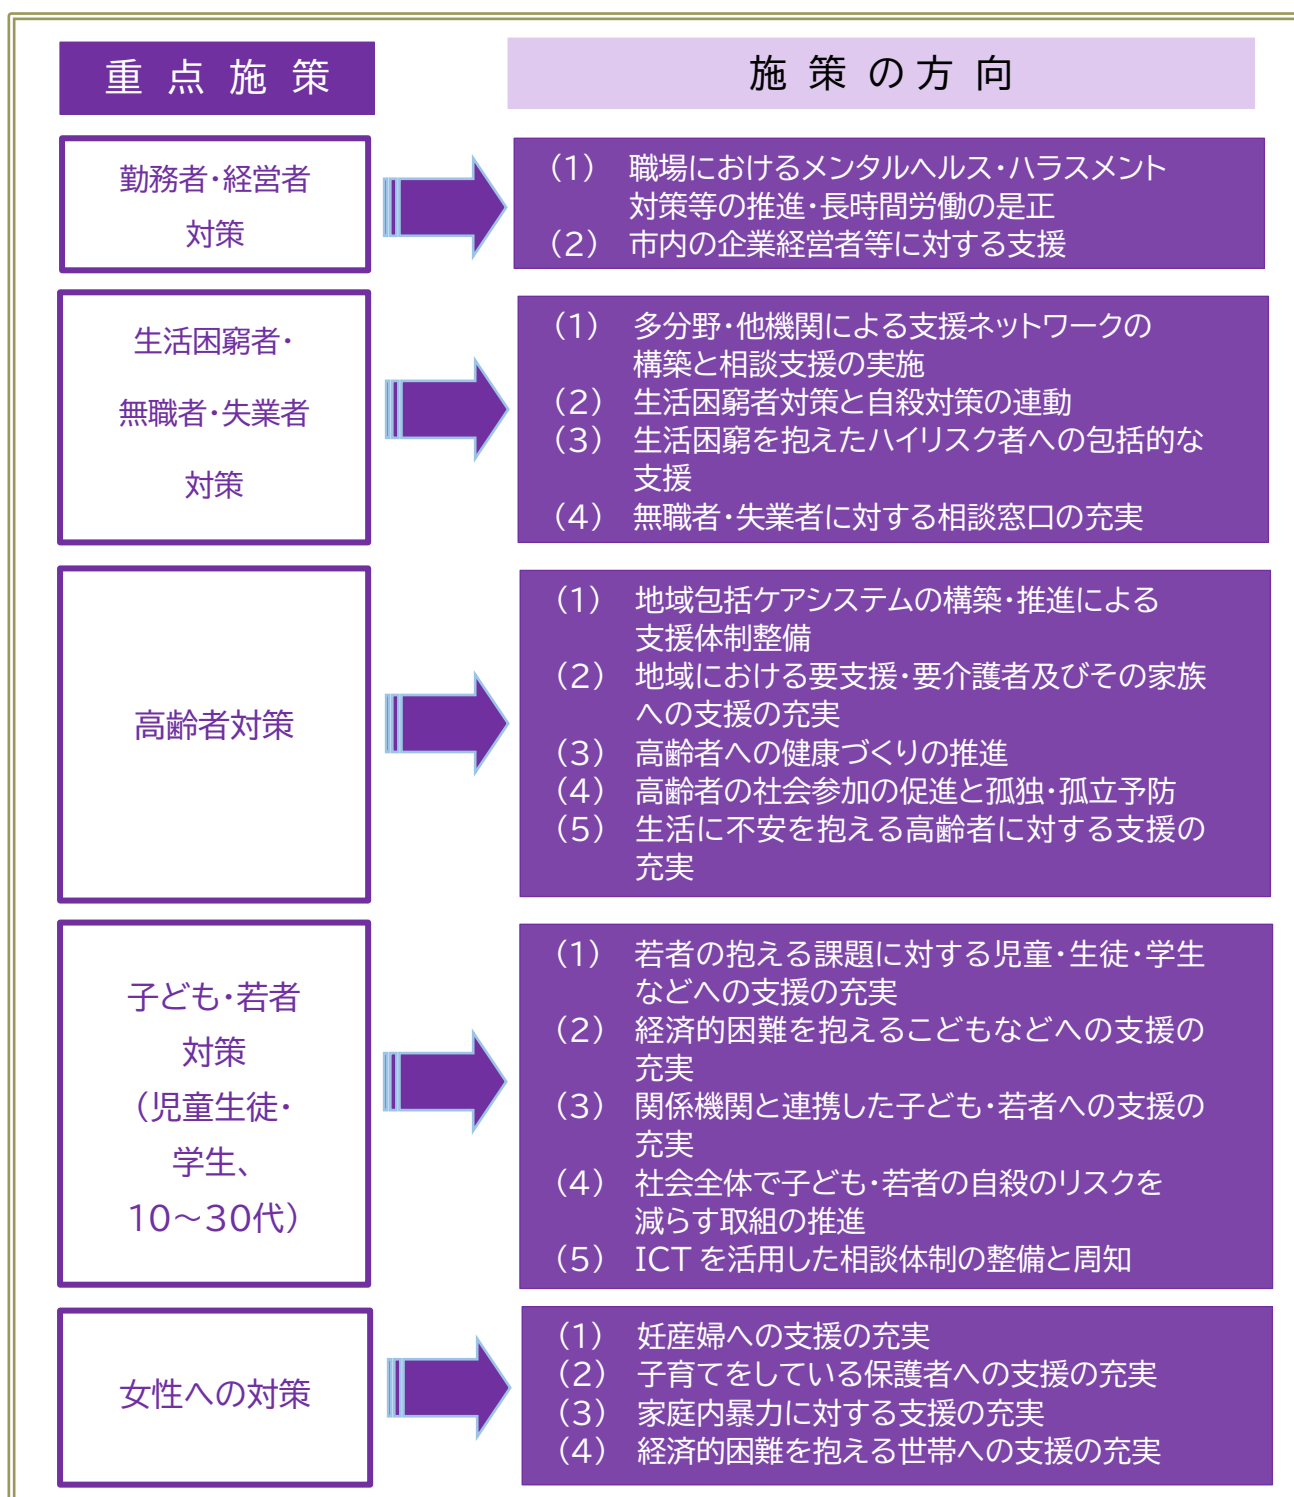 重点施策
施策の方向
勤務者・経営者
対策
(1) 職場におけるメンタルヘルス・ハラスメント
対策等の推進・長時間労働の是正
(2) 市内の企業経営者等に対する支援
生活困窮者・
無職者・失業者
対策
(1) 多分野・他機関による支援ネットワークの
構築と相談支援の実施
(2) 生活困窮者対策と自殺対策の連動
(3) 生活困窮を抱えたハイリスク者への包括的な
支援
(4) 無職者・失業者に対する相談窓口の充実
高齢者対策
(1) 地域包括ケアシステムの構築・推進による
支援体制整備
(2) 地域における要支援・要介護者及びその家族
への支援の充実
(3) 高齢者への健康づくりの推進
(4) 高齢者の社会参加の促進と孤独・孤立予防
(5) 生活に不安を抱える高齢者に対する支援の
充実
子ども・若者
対策
(児童生徒・
学生、
10～30代)
(1) 若者の抱える課題に対する児童・生徒・学生
などへの支援の充実
(2) 経済的困難を抱えるこどもなどへの支援の
充実
(3) 関係機関と連携した子ども・若者への支援の
充実
(4) 社会全体で子ども・若者の自殺のリスクを
減らす取組の推進
(5) ICTを活用した相談体制の整備と周知
女性への対策
(1) 妊産婦への支援の充実
(2) 子育てをしている保護者への支援の充実
(3) 家庭内暴力に対する支援の充実
(4) 経済的困難を抱える世帯への支援の充実